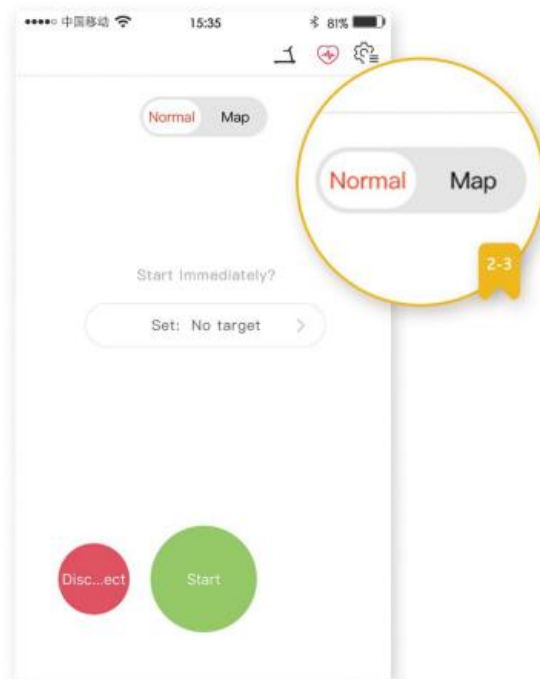 中国移动 15:35 81%
Normal Map
Normal Map
2-3
Start Immediately?
Set: No target
Disc...ect Start